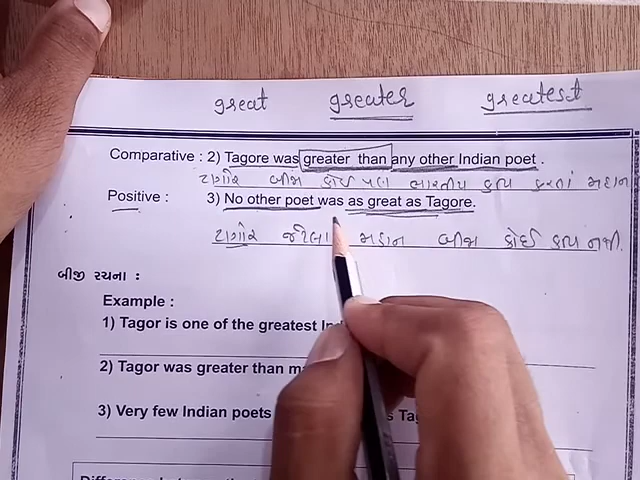 great greater greatest
Comparative : 2) Tagore was greater than any other Indian poet .
ટાગોર બીજા કોઈ પણ ભારતીય કવિ કરતાં મહાન
Positive : 3) No other poet was as great as Tagore.
ટાગોર જેટલા મહાન બીજા કોઈ કવિ નથી.
બીજી રચના :
Example :
1) Tagor is one of the greatest
2) Tagor was greater than
3) Very few Indian poets